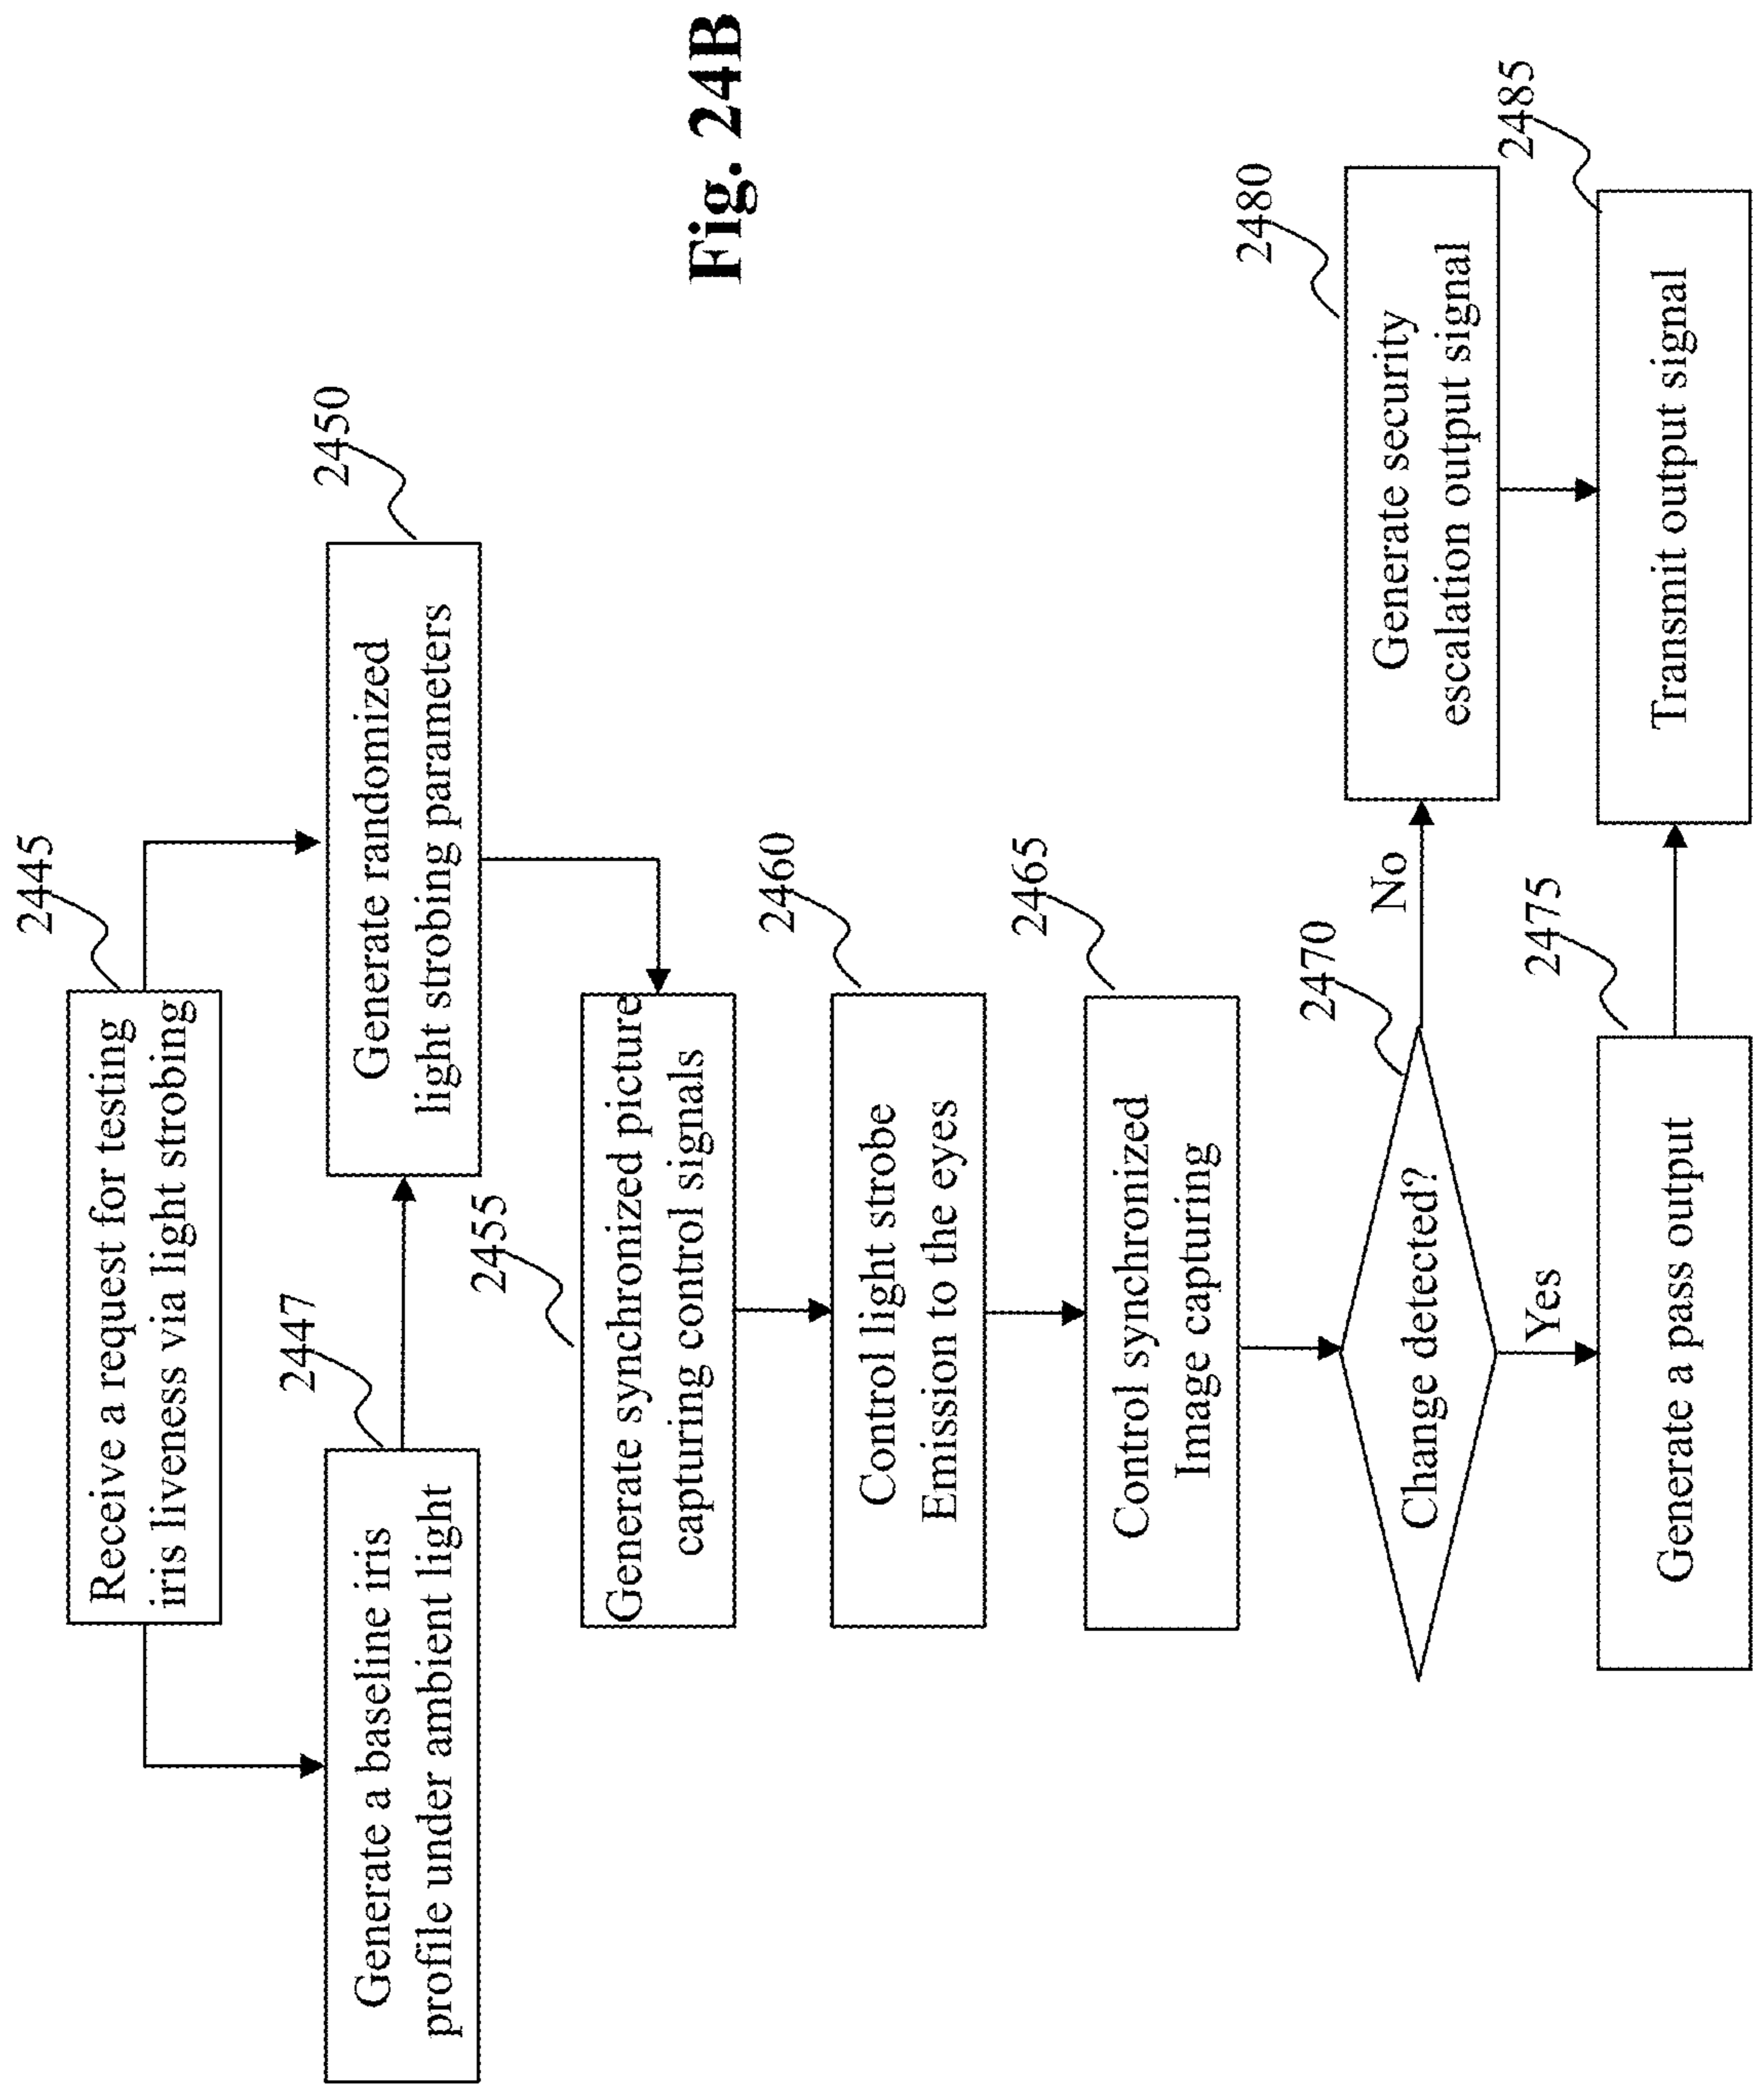 2445
Receive a request for testing
iris liveness via light strobing
2447
Generate a baseline iris
profile under ambient light
2450
Generate randomized
light strobing parameters
2455
Generate synchronized picture
capturing control signals
2460
Control light strobe
Emission to the eyes
2465
Control synchronized
Image capturing
2470
Change detected?
No
Yes
2480
Generate security
escalation output signal
2475
Generate a pass output
2485
Transmit output signal
Fig. 24B